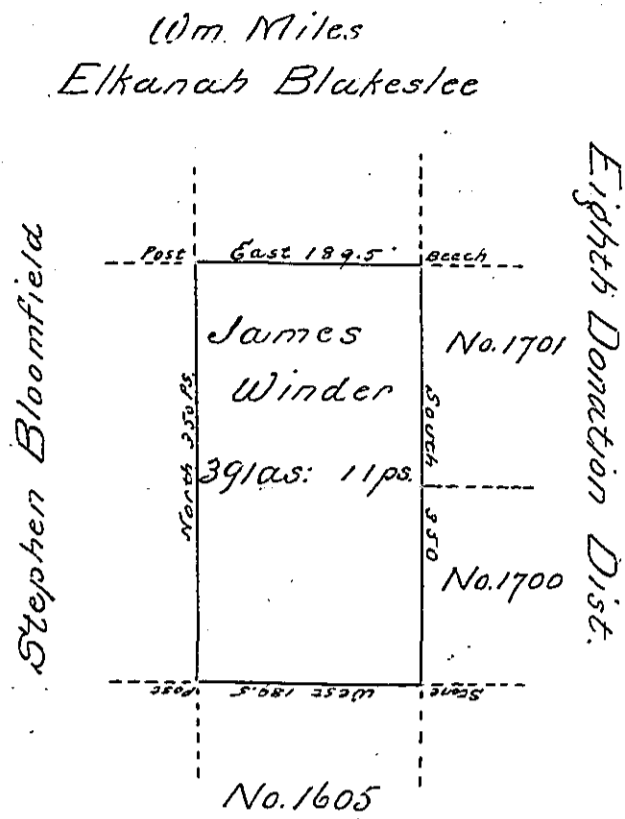 Wm. Miles
Elkanah Blakeslee
Post East 189.5 Beech
James
Winder
391as: 11ps.
North 350 Ps.
South 350
No. 1701
No. 1700
Stephen Bloomfield
Eighth Donation Dist.
Stone West 189.5 Post
No. 1605